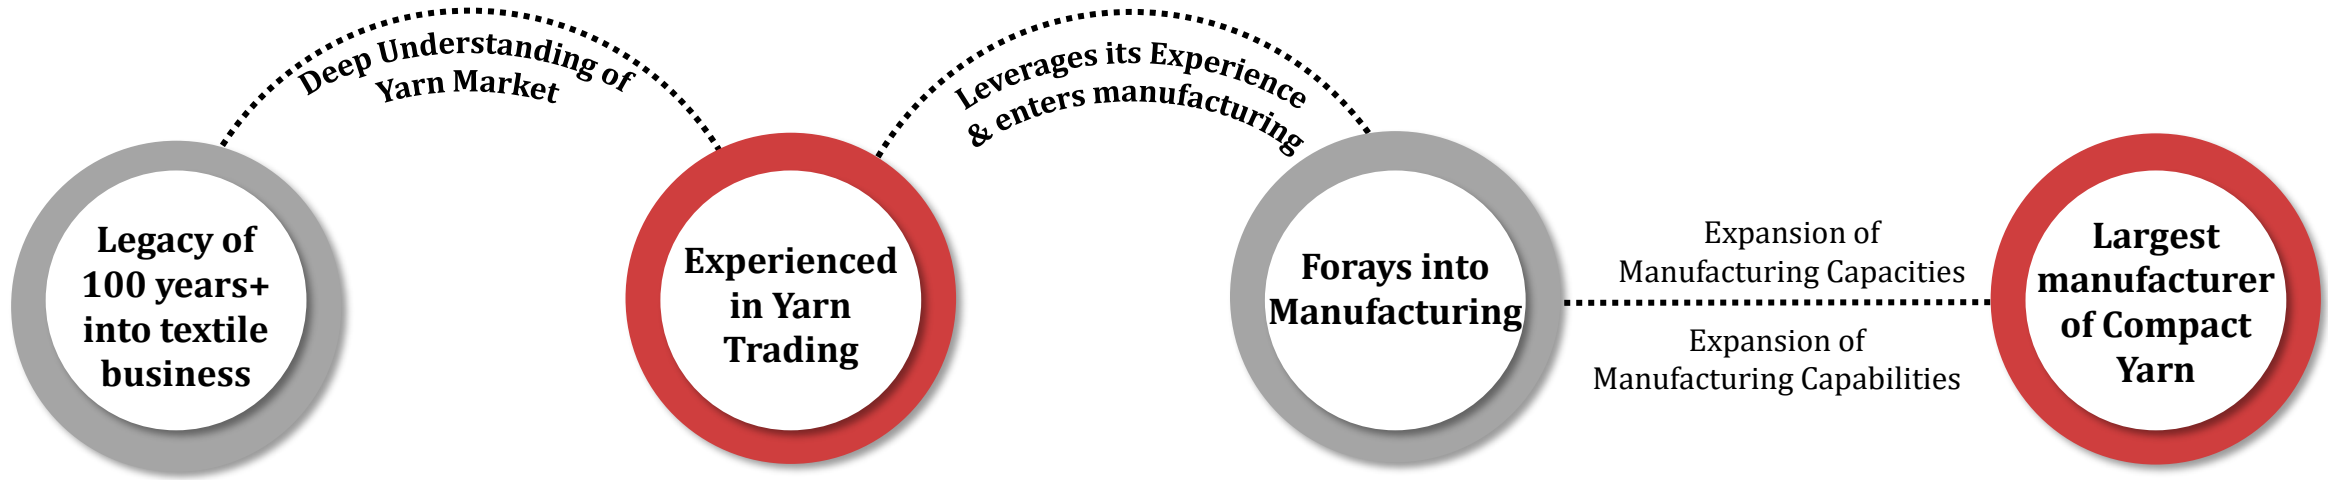 Deep Understanding of
Yarn Market
Leverages its Experience
& enters manufacturing
Legacy of
100 years+
into textile
business
Experienced
in Yarn
Trading
Forays into
Manufacturing
Expansion of
Manufacturing Capacities
Expansion of
Manufacturing Capabilities
Largest
manufacturer
of Compact
Yarn